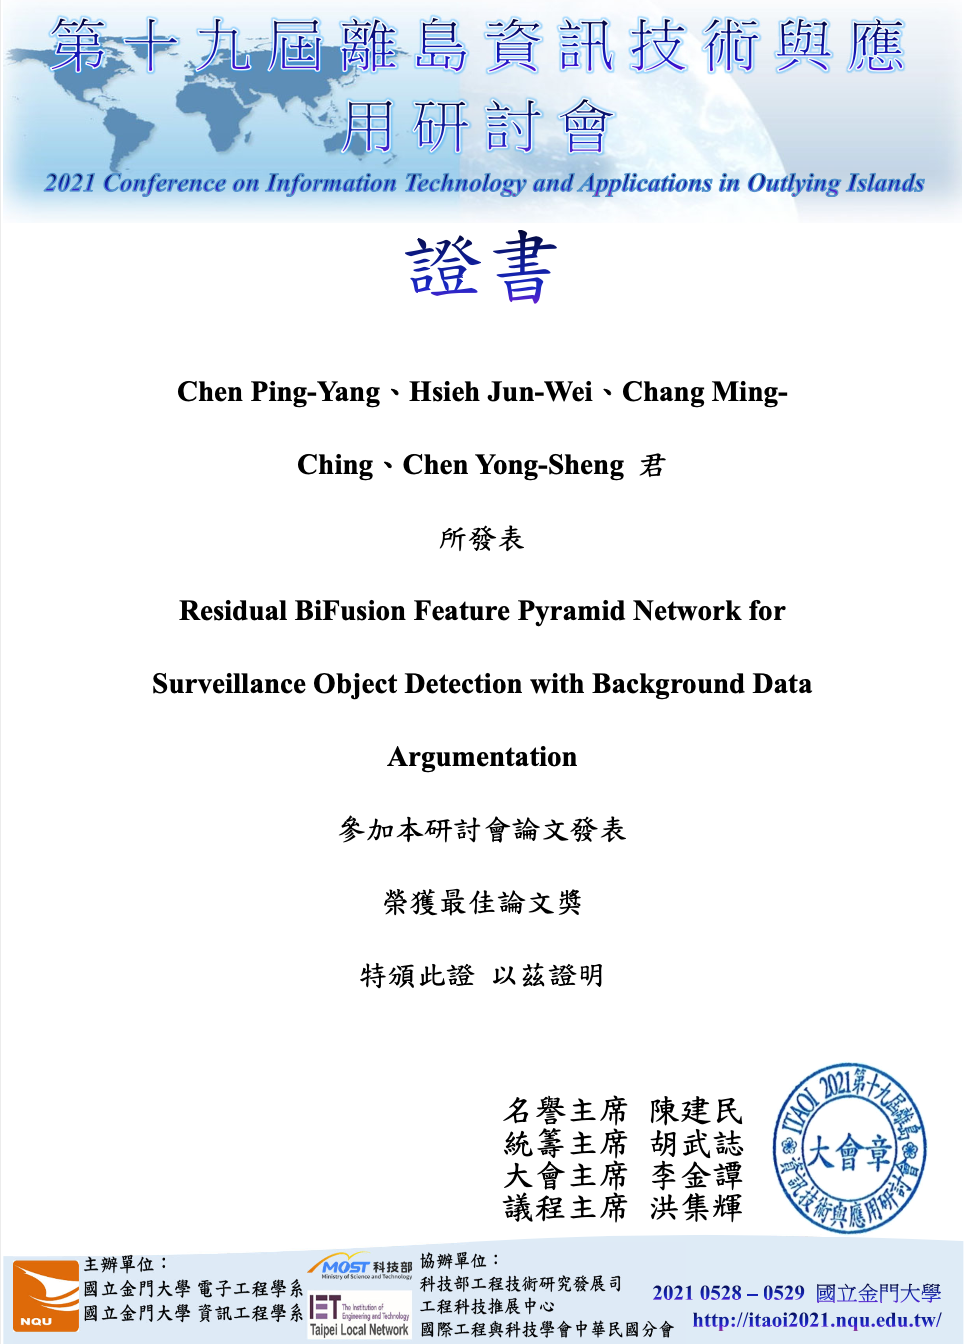 第十九屆離島資訊技術與應
用研討會
2021 Conference on Information Technology and Applications in Outlying Islands
證書
Chen Ping-Yang、Hsieh Jun-Wei、Chang Ming-
Ching、Chen Yong-Sheng 君
所發表
Residual BiFusion Feature Pyramid Network for
Surveillance Object Detection with Background Data
Argumentation
參加本研討會論文發表
榮獲最佳論文獎
特頒此證 以茲證明
名譽主席 陳建民
統籌主席 胡武誌
大會主席 李金譚
議程主席 洪集輝
ITAOI 2021第十九屆離島
資訊技術與應用研討會
大會章
NQU
主辦單位：
國立金門大學 電子工程學系
國立金門大學 資訊工程學系
MOST 科技部
Ministry of Science and Technology
IET The Institution of
Engineering and Technology
Taipei Local Network
協辦單位：
科技部工程技術研究發展司
工程科技推展中心
國際工程與科技學會中華民國分會
2021 0528 – 0529 國立金門大學
http://itaoi2021.nqu.edu.tw/